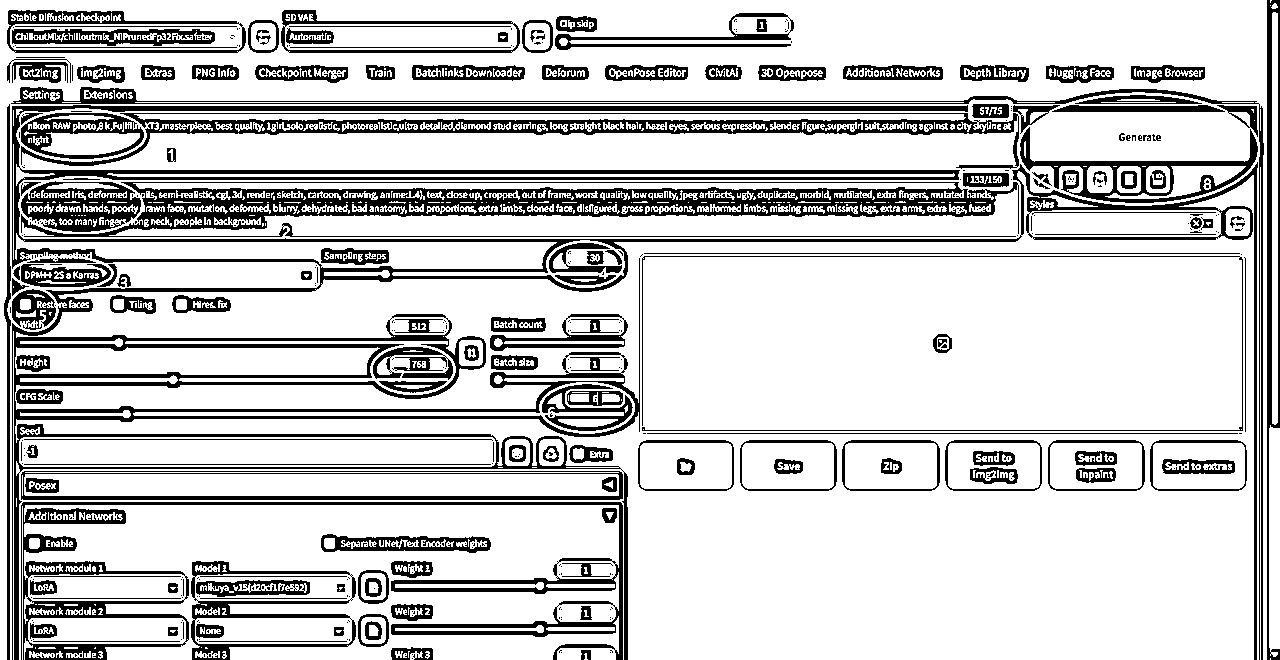 Stable Diffusion checkpoint
SD VAE
Clip skip
1
ChilloutMix/chilloutmix_NiPrunedFp32Fix.safeter
Automatic
txt2img img2img Extras PNG Info Checkpoint Merger Train Batchlinks Downloader Deforum OpenPose Editor CivitAi 3D Openpose Additional Networks Depth Library Hugging Face Image Browser
Settings Extensions
57/75
nikon RAW photo,8 k,Fujifilm XT3,masterpiece, best quality, 1girl,solo,realistic, photorealistic,ultra detailed,diamond stud earrings, long straight black hair, hazel eyes, serious expression, slender figure,supergirl suit,standing against a city skyline at
night
1
Generate
133/150
(deformed iris, deformed pupils, semi-realistic, cgi, 3d, render, sketch, cartoon, drawing, anime:1.4), text, close up, cropped, out of frame, worst quality, low quality, jpeg artifacts, ugly, duplicate, morbid, mutilated, extra fingers, mutated hands,
poorly drawn hands, poorly drawn face, mutation, deformed, blurry, dehydrated, bad anatomy, bad proportions, extra limbs, cloned face, disfigured, gross proportions, malformed limbs, missing arms, missing legs, extra arms, extra legs, fused
fingers, too many fingers, long neck, people in background,
2
8
Styles
Sampling method
Sampling steps
30
DPM++ 2S a Karras
3
4
Restore faces Tiling Hires. fix
5
Width
512
Batch count
1
Height
768
7
Batch size
1
CFG Scale
6
6
Seed
-1
Extra
Save
Zip
Send to
img2img
Send to
inpaint
Send to extras
Posex
Additional Networks
Enable
Separate UNet/Text Encoder weights
Network module 1
Model 1
Weight 1
1
LoRA
mikuya_v15(d20cf1f7e592)
Network module 2
Model 2
Weight 2
1
LoRA
None
Network module 3
Model 3
Weight 3
1